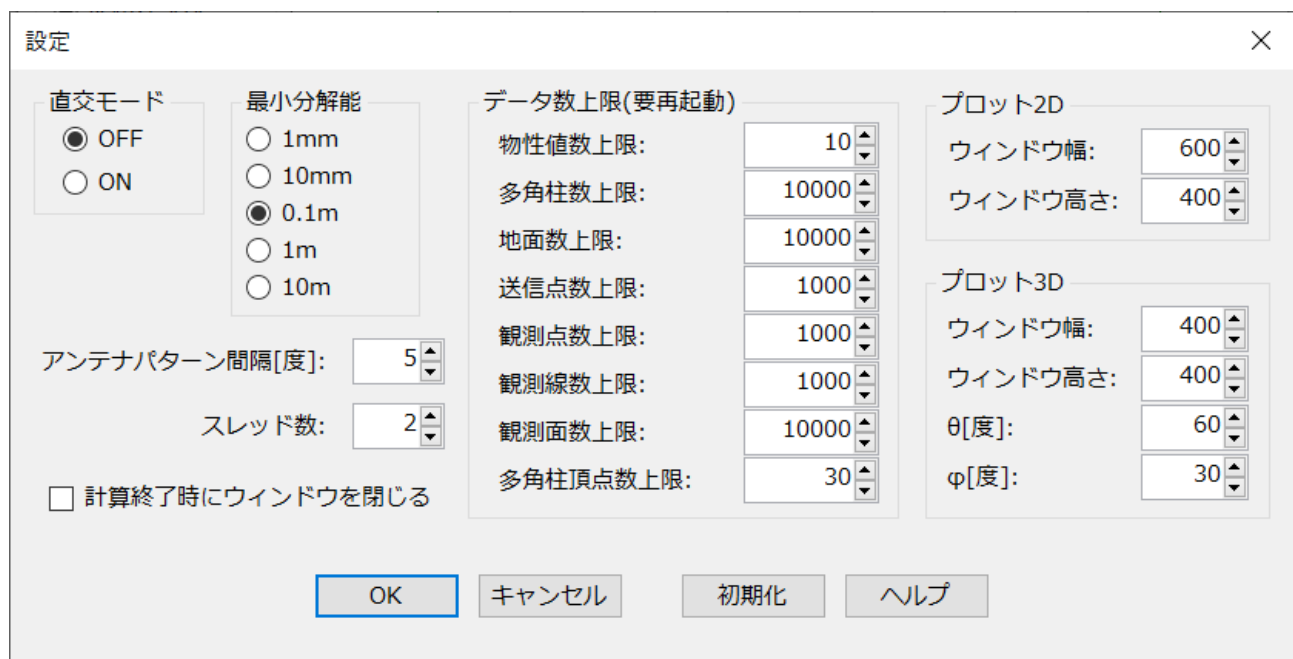 設定
直交モード
OFF
ON
最小分解能
1mm
10mm
0.1m
1m
10m
アンテナパターン間隔[度]: 5
スレッド数: 2
計算終了時にウィンドウを閉じる
データ数上限(要再起動)
物性値数上限: 10
多角柱数上限: 10000
地面数上限: 10000
送信点数上限: 1000
観測点数上限: 1000
観測線数上限: 1000
観測面数上限: 10000
多角柱頂点数上限: 30
プロット2D
ウィンドウ幅: 600
ウィンドウ高さ: 400
プロット3D
ウィンドウ幅: 400
ウィンドウ高さ: 400
θ[度]: 60
φ[度]: 30
OK
キャンセル
初期化
ヘルプ